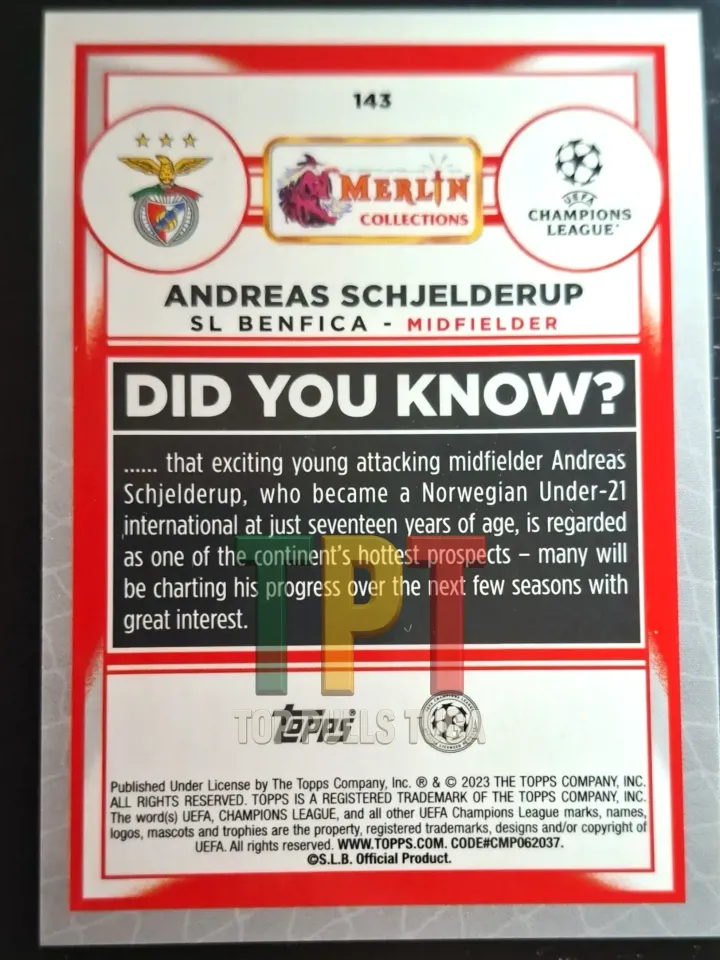 143
MERLIN
COLLECTIONS
UEFA
CHAMPIONS
LEAGUE
ANDREAS SCHJELDERUP
SL BENFICA - MIDFIELDER
DID YOU KNOW?
...... that exciting young attacking midfielder Andreas
Schjelderup, who became a Norwegian Under-21
international at just seventeen years of age, is regarded
as one of the continent's hottest prospects – many will
be charting his progress over the next few seasons with
great interest.
TPT
topps®
Published Under License by The Topps Company, Inc. ® & © 2023 THE TOPPS COMPANY, INC.
ALL RIGHTS RESERVED. TOPPS IS A REGISTERED TRADEMARK OF THE TOPPS COMPANY, INC.
The word(s) UEFA, CHAMPIONS LEAGUE, and all other UEFA Champions League marks, names,
logos, mascots and trophies are the property, registered trademarks, designs and/or copyright of
UEFA. All rights reserved. WWW.TOPPS.COM. CODE#CMP062037.
©S.L.B. Official Product.